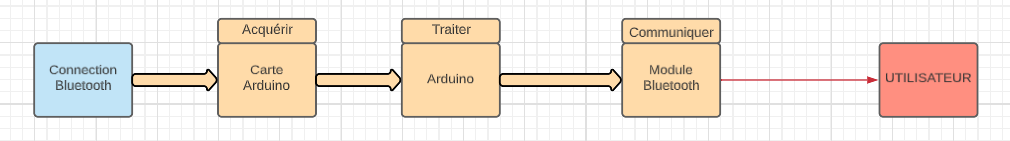 Connection
Bluetooth
Acquérir
Carte
Arduino
Traiter
Arduino
Communiquer
Module
Bluetooth
UTILISATEUR